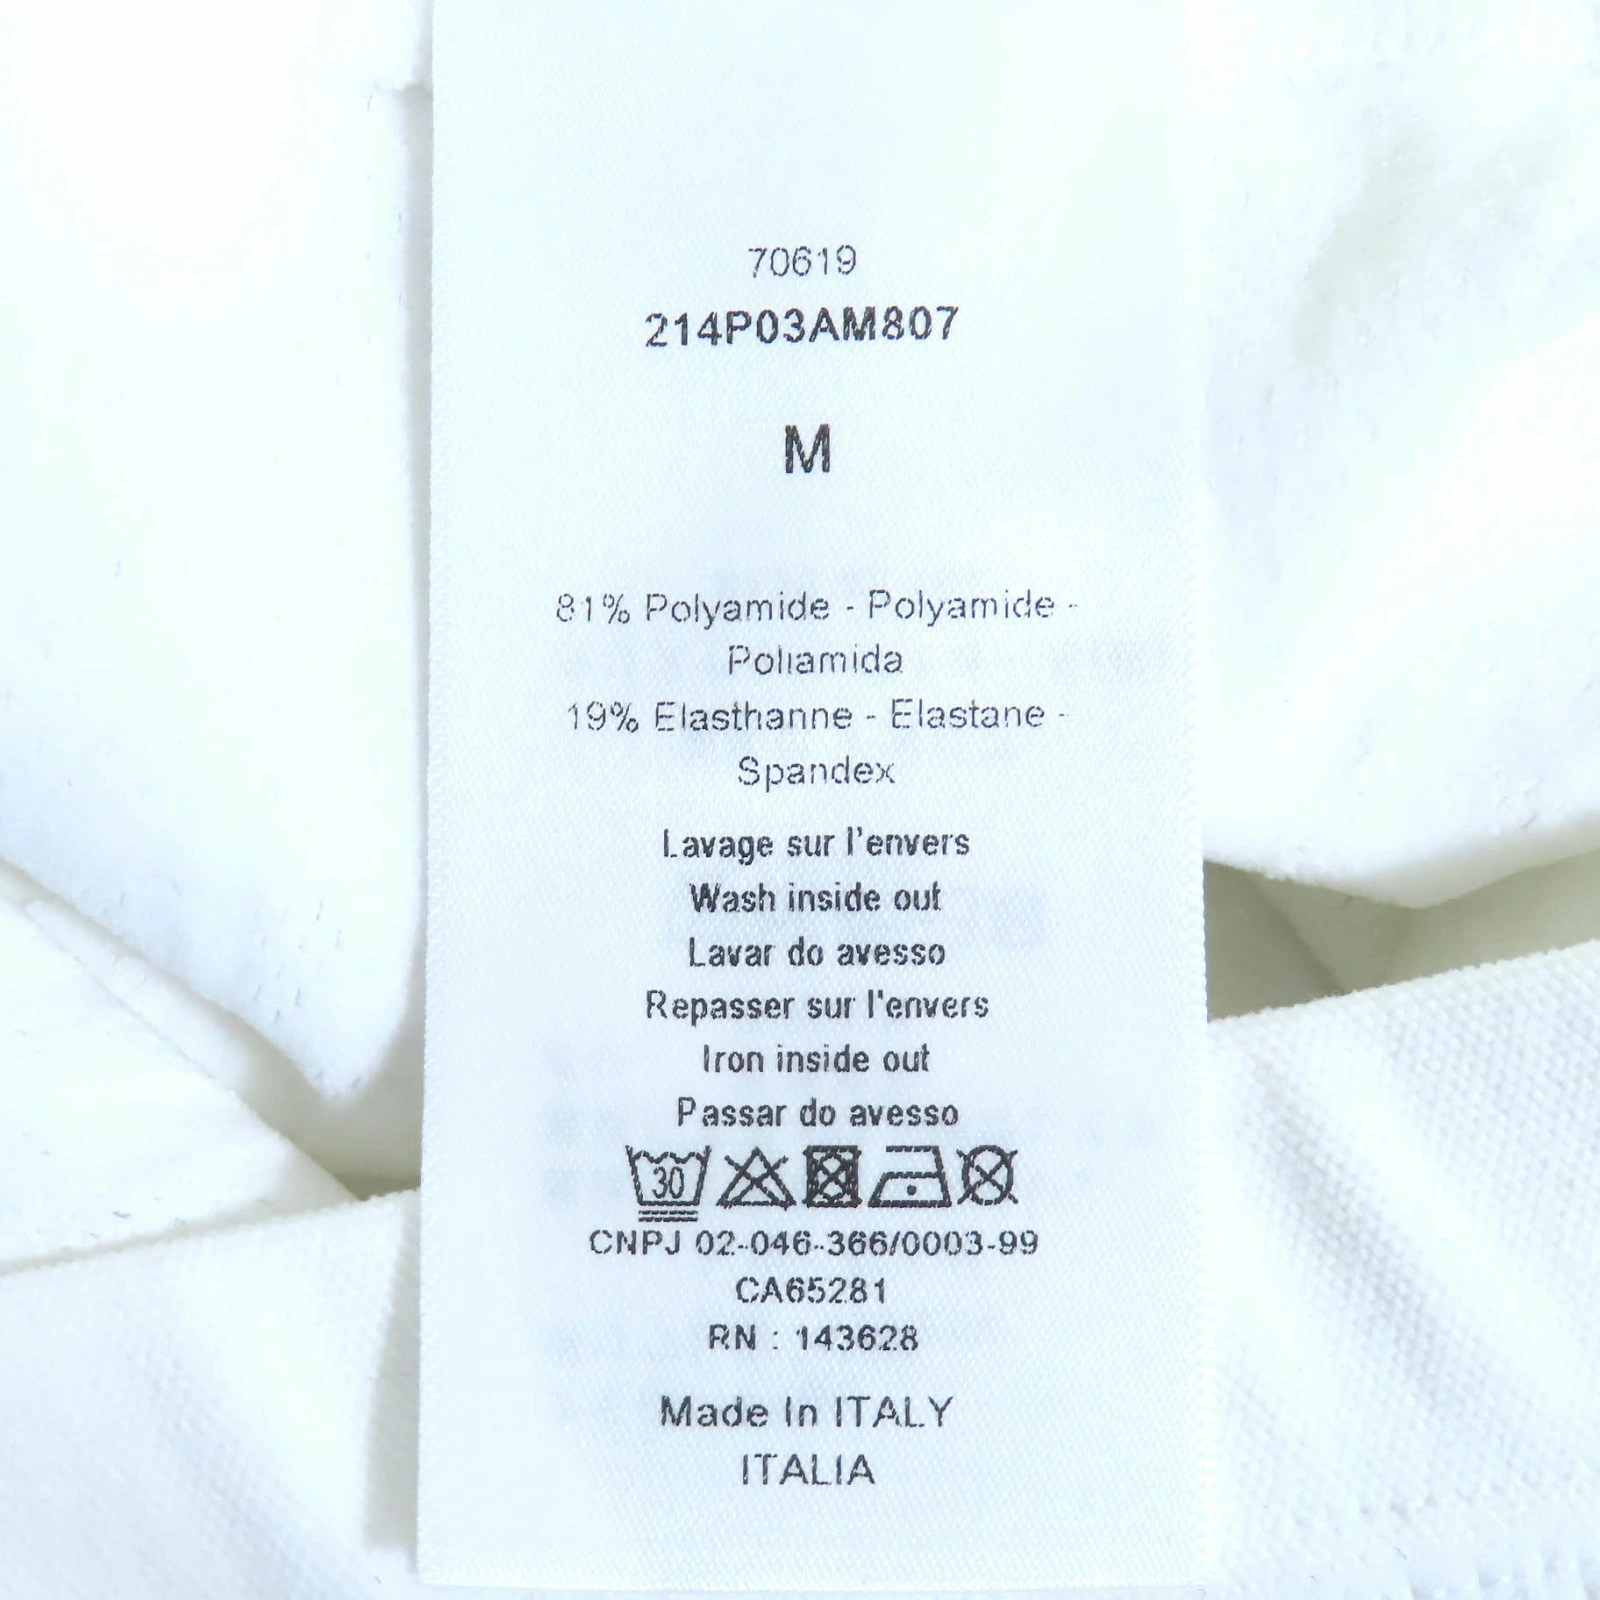 70619
214P03AM807
M
81% Polyamide - Polyamide -
Poliamida
19% Elasthanne - Elastane -
Spandex
Lavage sur l'envers
Wash inside out
Lavar do avesso
Repasser sur l'envers
Iron inside out
Passar do avesso
30
CNPJ 02-046-366/0003-99
CA65281
RN : 143628
Made In ITALY
ITALIA